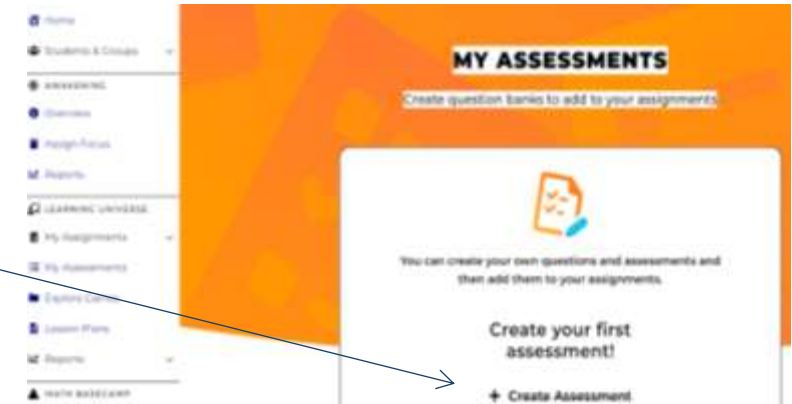 Home
Students & Groups
AWAKENING
Overview
Assign Focus
Reports
LEARNING UNIVERSE
My Assignments
My Assessments
Explore Games
Lesson Plans
Reports
MATH BASECAMP
MY ASSESSMENTS
Create question banks to add to your assignments
You can create your own questions and assessments and
then add them to your assignments.
Create your first
assessment!
+ Create Assessment